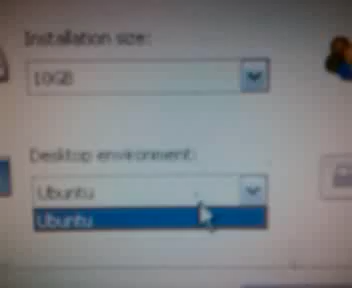 Installation size:
10GB
Desktop environment:
Ubuntu
Ubuntu